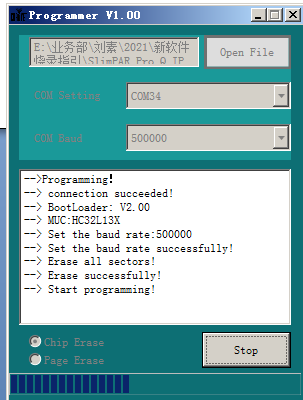 Programmer V1.00
E:\业务部\刘素\2021\新软件
烧录指引\SlimPAR Pro Q IP
Open File
COM Setting
COM34
COM Baud
500000
-->Programming!
--> connection succeeded!
--> BootLoader: V2.00
--> MUC:HC32L13X
--> Set the baud rate:500000
--> Set the baud rate successfully!
--> Erase all sectors!
--> Erase successfully!
--> Start programming!
Chip Erase
Page Erase
Stop